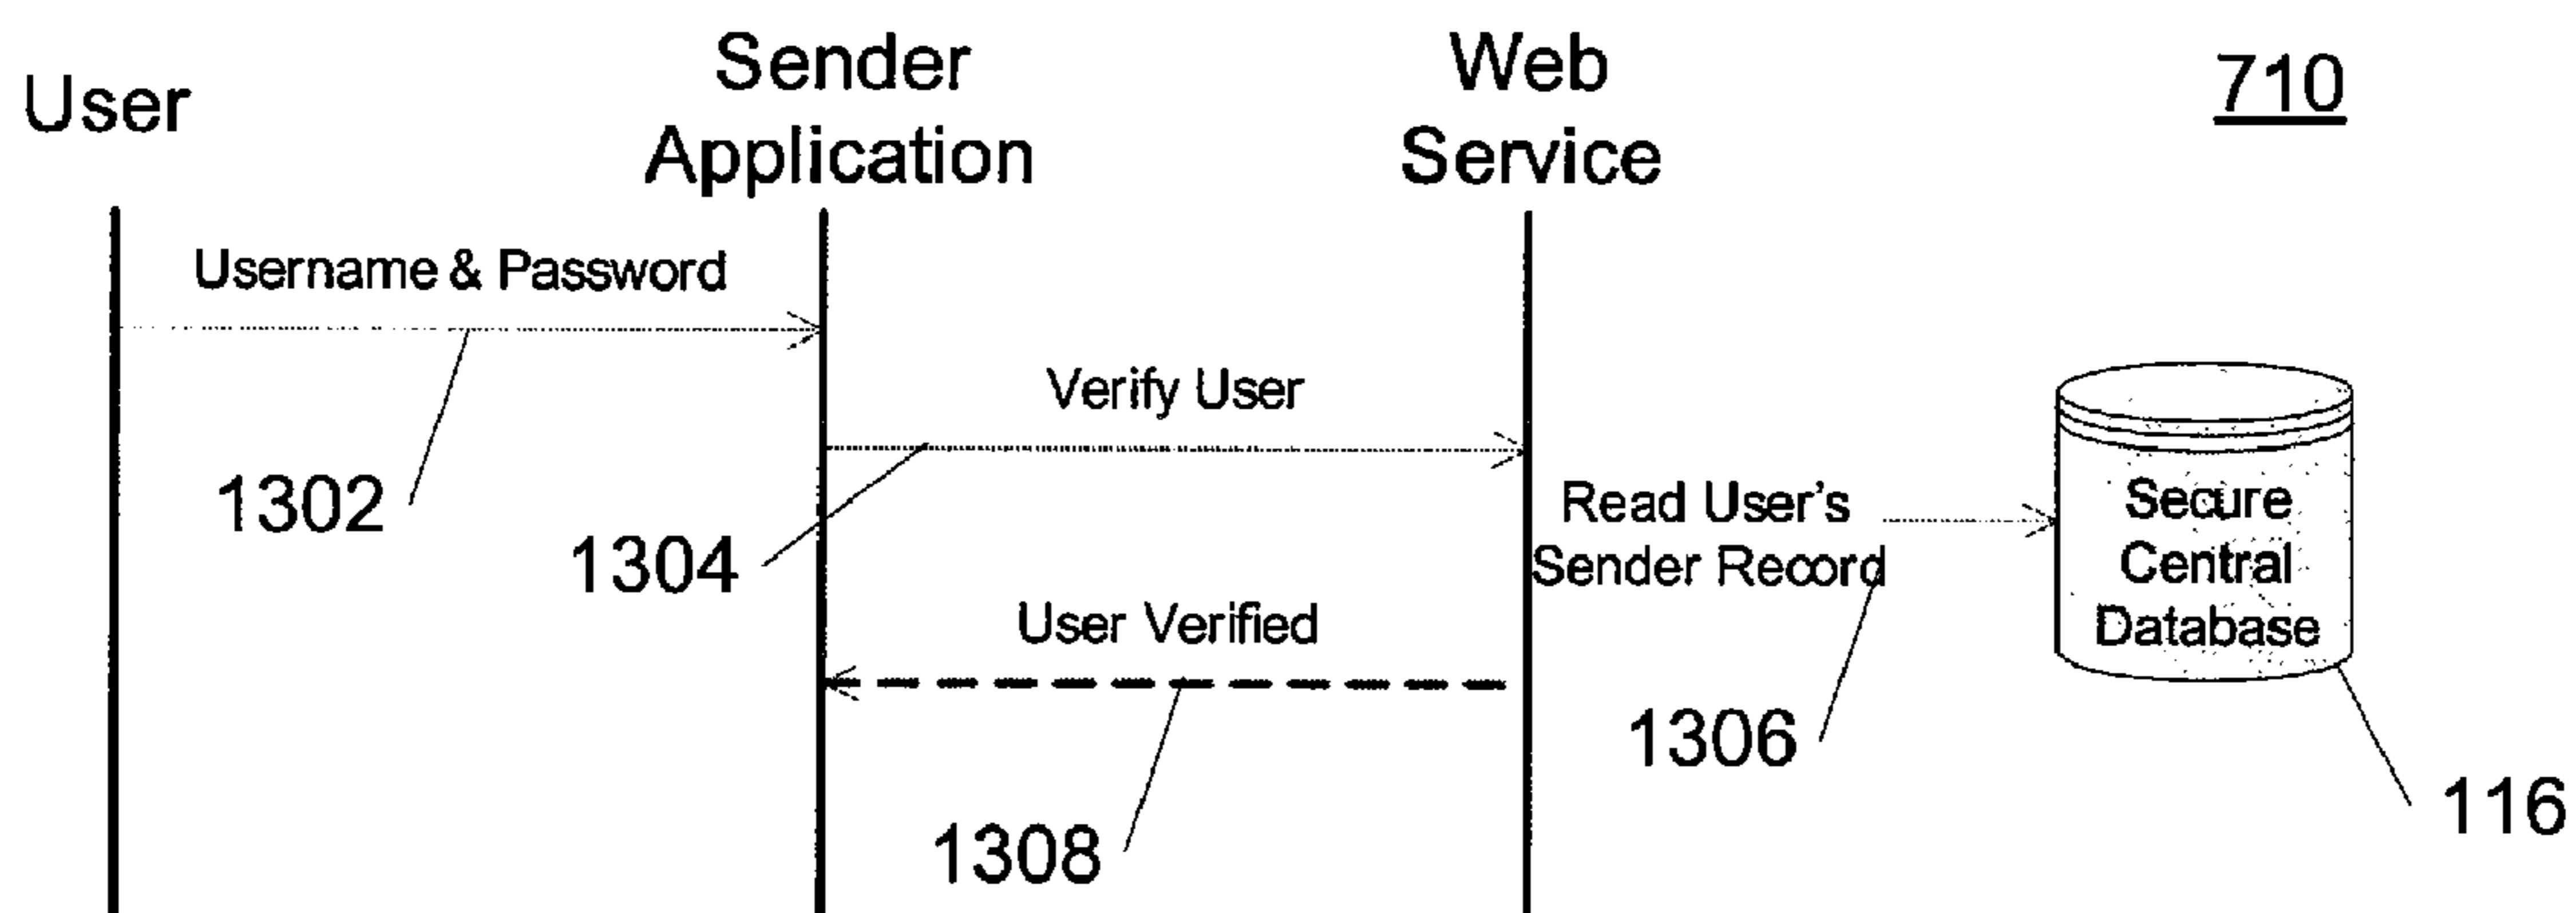 User
Sender
Application
Web
Service
710
Username & Password
1302
Verify User
1304
Read User's
Sender Record
1306
Secure
Central
Database
116
User Verified
1308